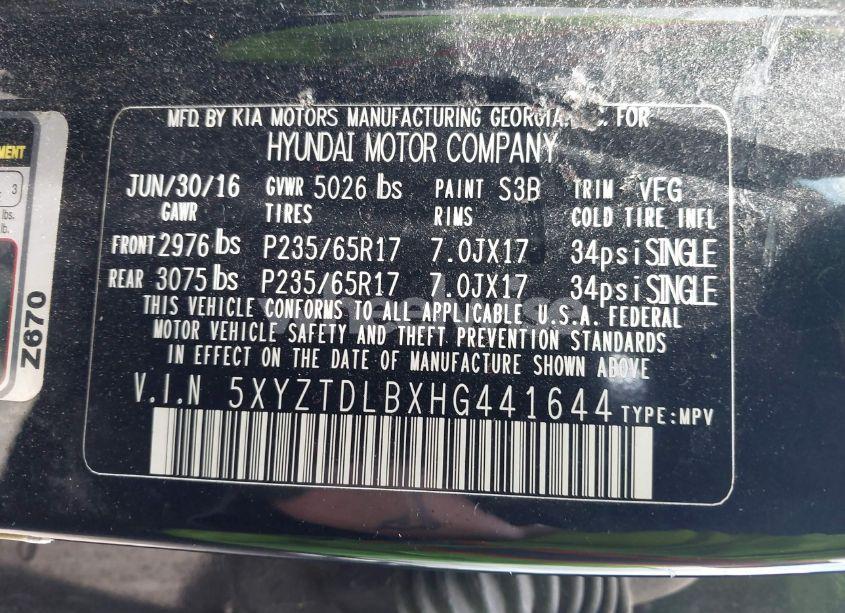 MFD. BY KIA MOTORS MANUFACTURING GEORGIA, FOR
HYUNDAI MOTOR COMPANY
JUN/30/16 GVWR 5026 lbs PAINT S3B TRIM VFG
GAWR TIRES RIMS COLD TIRE INFL
FRONT 2976 lbs P235/65R17 7.0JX17 34psi SINGLE
REAR 3075 lbs P235/65R17 7.0JX17 34psi SINGLE
THIS VEHICLE CONFORMS TO ALL APPLICABLE U.S.A. FEDERAL
MOTOR VEHICLE SAFETY AND THEFT PREVENTION STANDARDS
IN EFFECT ON THE DATE OF MANUFACTURE SHOWN ABOVE
V.I.N 5XYZTDLBXHG441644 TYPE:MPV
3
lbs.
lb.
Z670